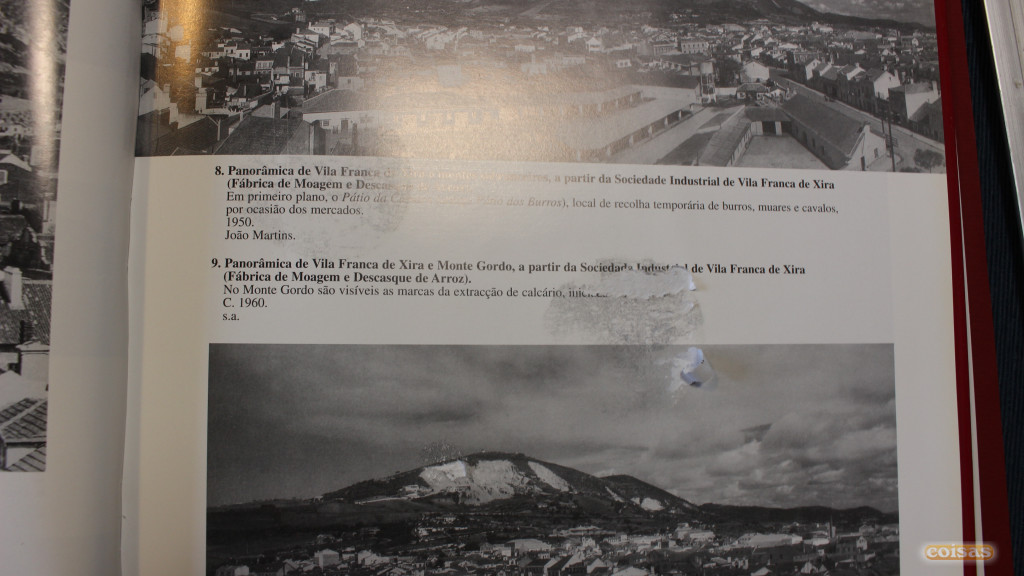 8. Panorâmica de Vila Franca a partir da Sociedade Industrial de Vila Franca de Xira
(Fábrica de Moagem e
Em primeiro plano, o Pátio da dos Burros), local de recolha temporária de burros, muares e cavalos,
por ocasião dos mercados.
1950.
João Martins.
9. Panorâmica de Vila Franca de Xira e Monte Gordo, a partir da Sociedade Industrial de Vila Franca de Xira
(Fábrica de Moagem e Descasque de Arroz).
No Monte Gordo são visíveis as marcas da extracção de calcário,
C. 1960.
s.a.
coisas